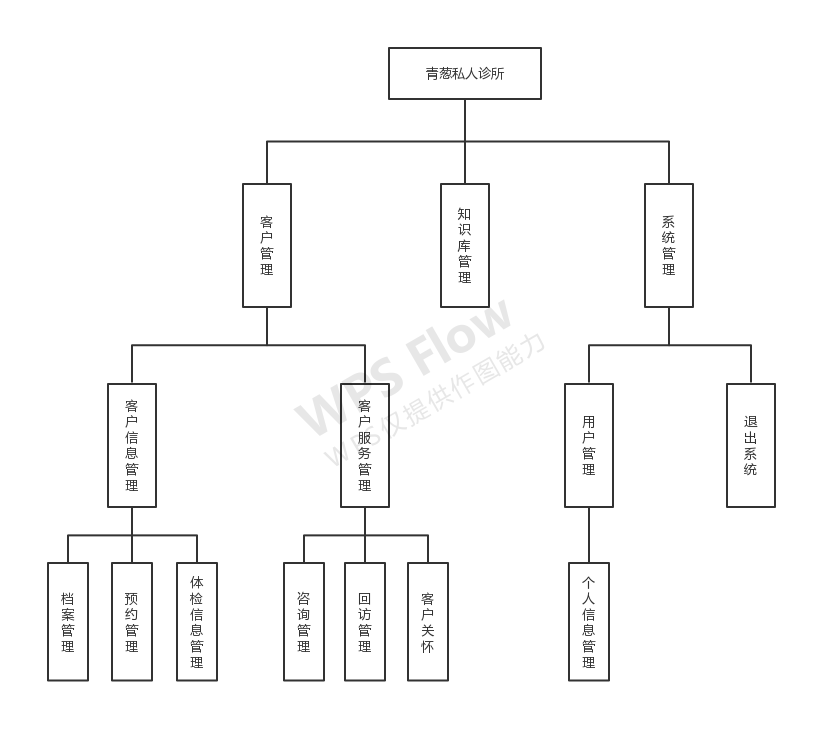 青葱私人诊所
客户管理
知识库管理
系统管理
WPS Flow
WPS仅提供作图能力
客户信息管理
客户服务管理
用户管理
退出系统
档案管理
预约管理
体检信息管理
咨询管理
回访管理
客户关怀
个人信息管理